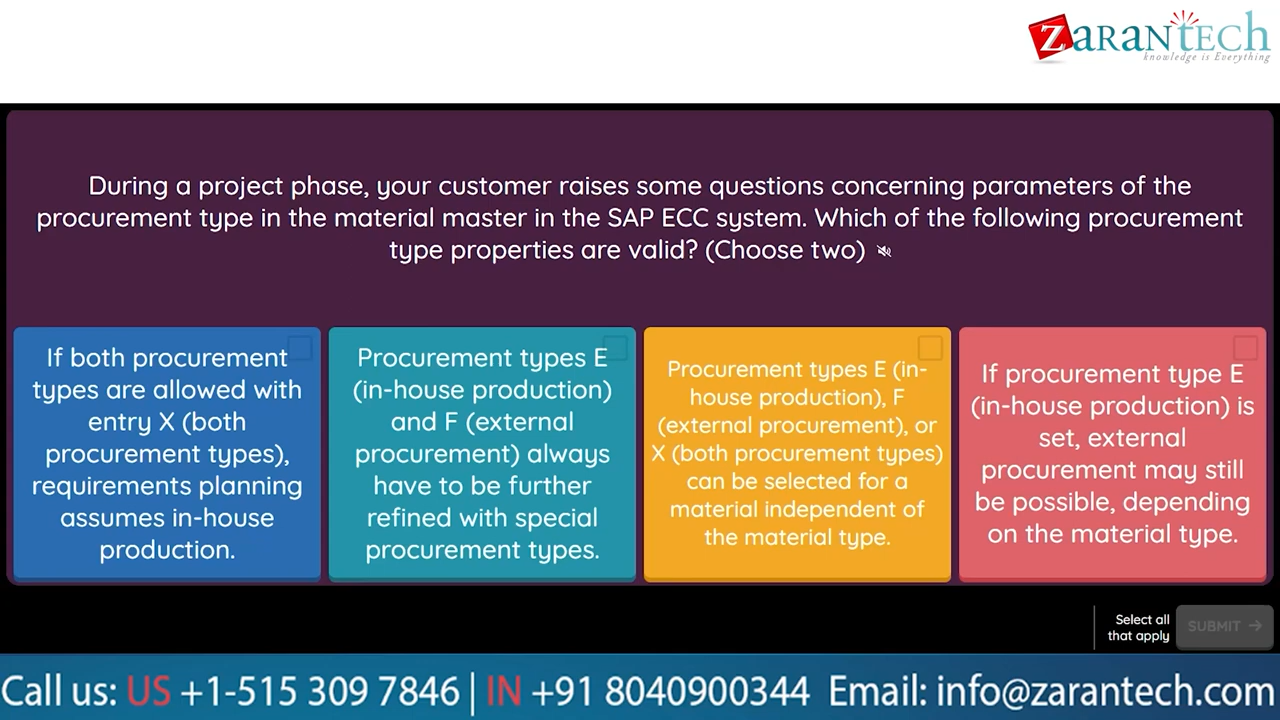 ZARANTECH
knowledge is Everything
During a project phase, your customer raises some questions concerning parameters of the
procurement type in the material master in the SAP ECC system. Which of the following procurement
type properties are valid? (Choose two)
If both procurement
types are allowed with
entry X (both
procurement types),
requirements planning
assumes in-house
production.
Procurement types E
(in-house production)
and F (external
procurement) always
have to be further
refined with special
procurement types.
Procurement types E (in-
house production), F
(external procurement), or
X (both procurement types)
can be selected for a
material independent of
the material type.
If procurement type E
(in-house production) is
set, external
procurement may still
be possible, depending
on the material type.
Select all
that apply
SUBMIT →
Call us: US +1-515 309 7846 | IN +91 8040900344 Email: info@zarantech.com